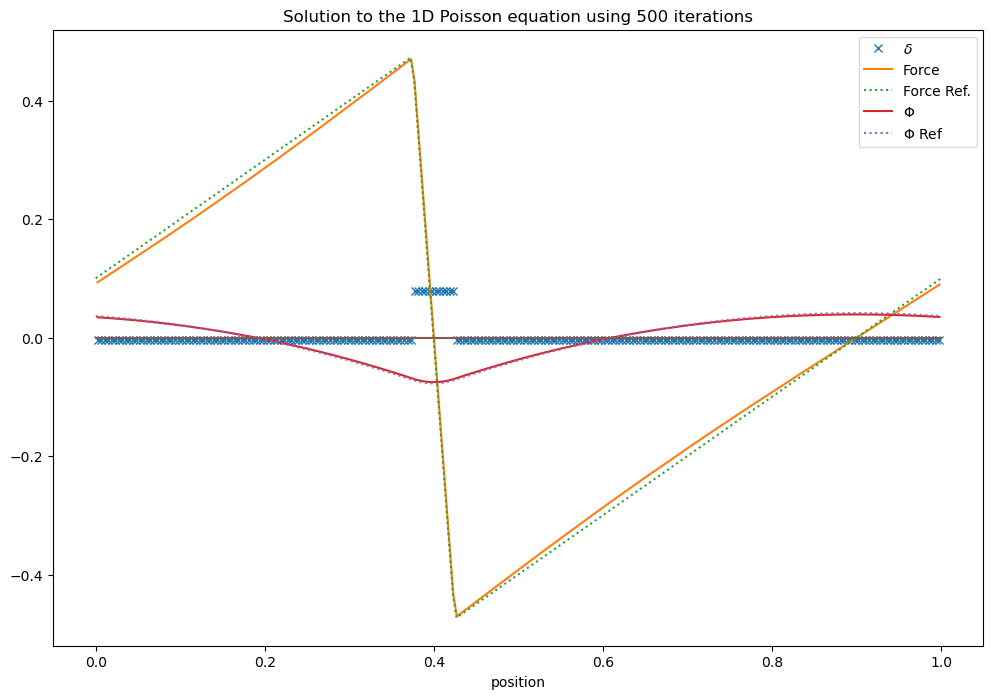 Solution to the 1D Poisson equation using 500 iterations
δ
Force
Force Ref.
Φ
Φ Ref
0.4
0.2
0.0
−0.2
−0.4
0.0 0.2 0.4 0.6 0.8 1.0
position